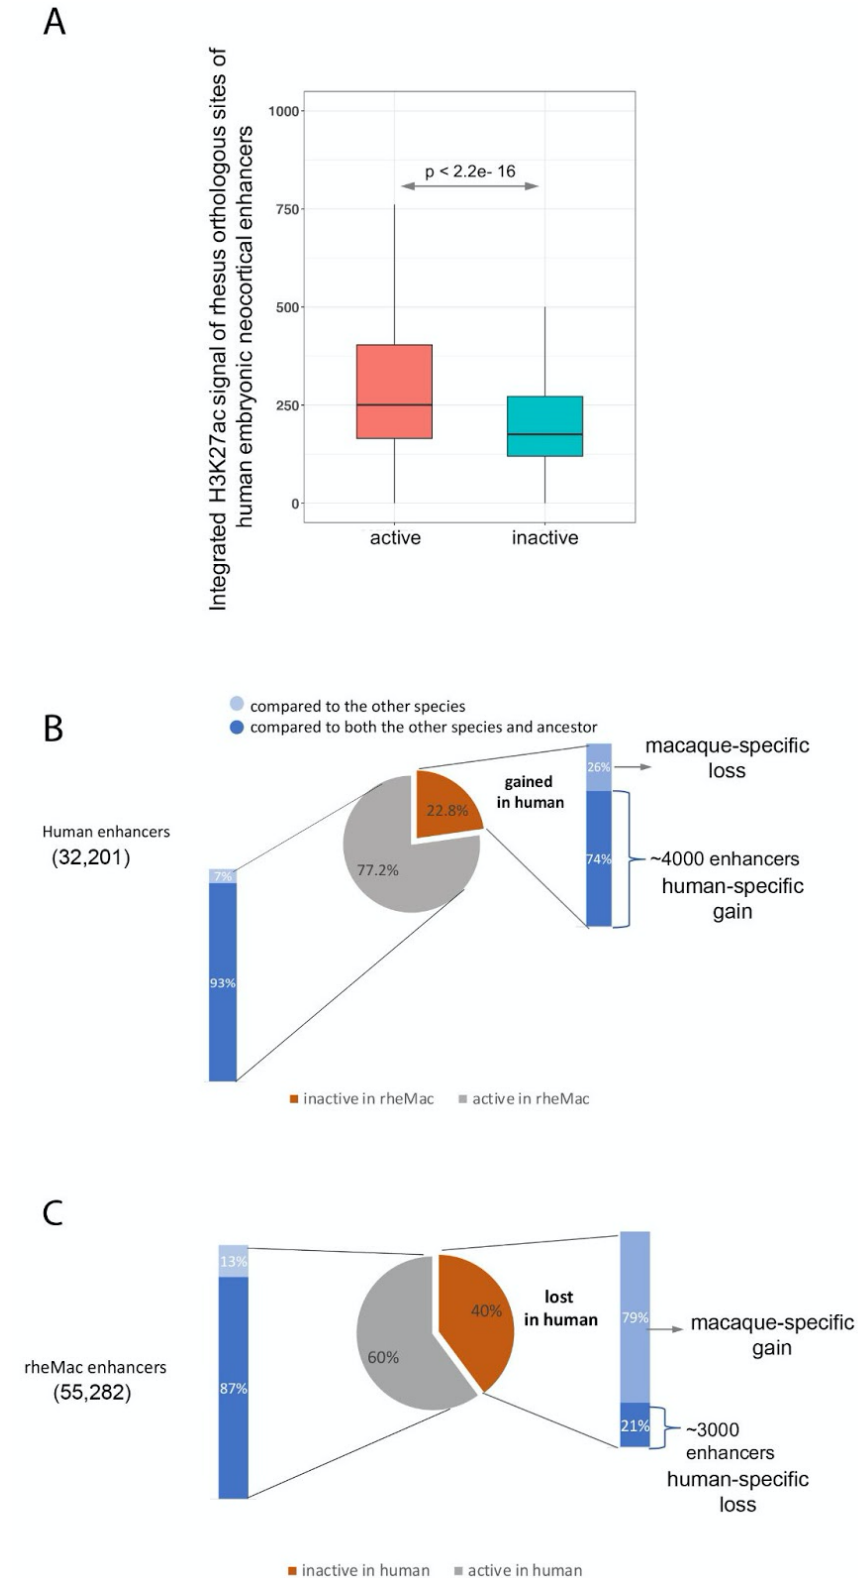 A
Integrated H3K27ac signal of rhesus orthologous sites of
human embryonic neocortical enhancers
1000
750
500
250
0
p < 2.2e- 16
active
inactive
B
compared to the other species
compared to both the other species and ancestor
Human enhancers
(32,201)
7%
93%
77.2%
22.8%
gained
in human
26%
74%
macaque-specific
loss
~4000 enhancers
human-specific
gain
inactive in rheMac
active in rheMac
C
rheMac enhancers
(55,282)
13%
87%
60%
40%
lost
in human
79%
21%
macaque-specific
gain
~3000
enhancers
human-specific
loss
inactive in human
active in human